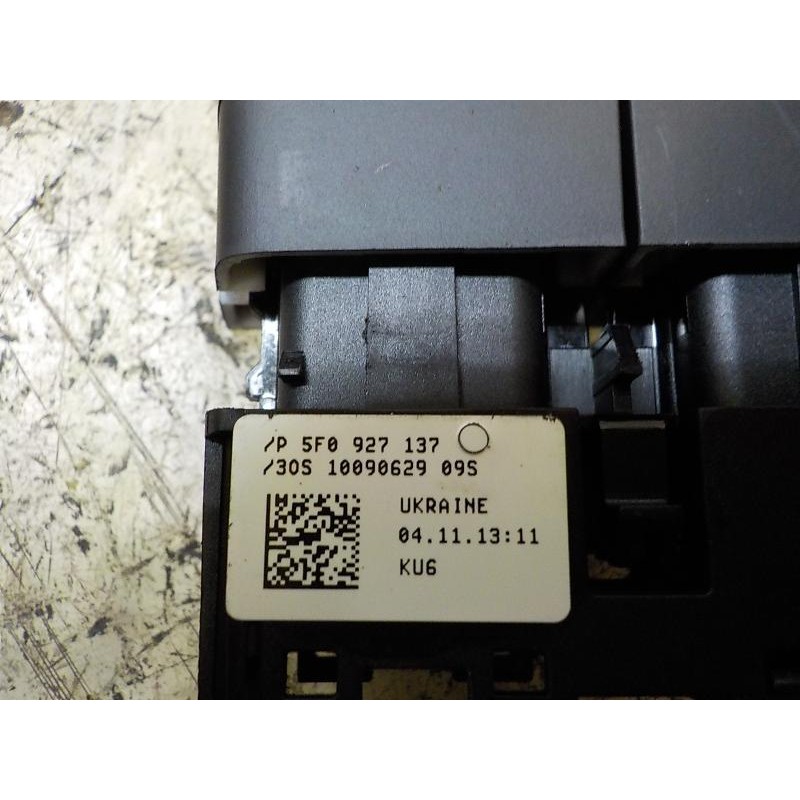 /P 5F0 927 137
/30S 10090629 09S
UKRAINE
04.11.13:11
KU6